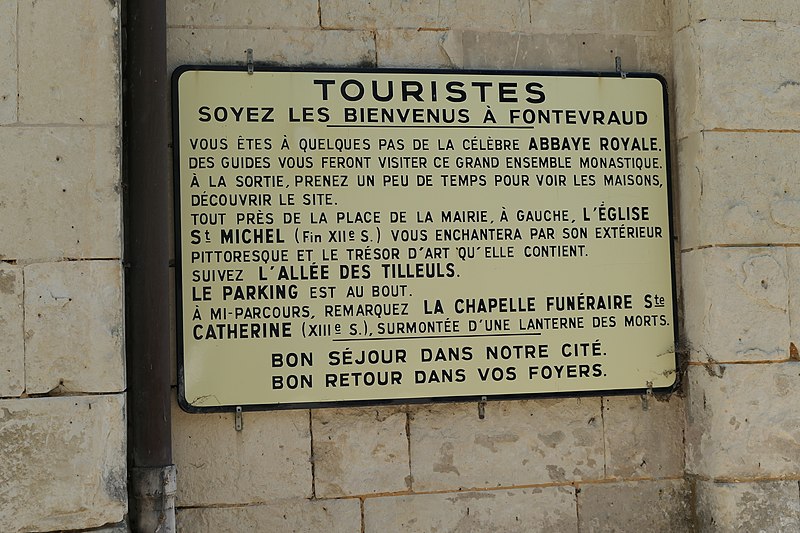 TOURISTES
SOYEZ LES BIENVENUS À FONTEVRAUD
VOUS ÊTES À QUELQUES PAS DE LA CÉLÈBRE ABBAYE ROYALE.
DES GUIDES VOUS FERONT VISITER CE GRAND ENSEMBLE MONASTIQUE.
À LA SORTIE, PRENEZ UN PEU DE TEMPS POUR VOIR LES MAISONS,
DÉCOUVRIR LE SITE.
TOUT PRÈS DE LA PLACE DE LA MAIRIE, À GAUCHE, L'ÉGLISE
St MICHEL (Fin XIIe S.) VOUS ENCHANTERA PAR SON EXTÉRIEUR
PITTORESQUE ET LE TRÉSOR D'ART QU'ELLE CONTIENT.
SUIVEZ L'ALLÉE DES TILLEULS.
LE PARKING EST AU BOUT.
À MI-PARCOURS, REMARQUEZ LA CHAPELLE FUNÉRAIRE Ste
CATHERINE (XIIIe S.), SURMONTÉE D'UNE LANTERNE DES MORTS.
BON SÉJOUR DANS NOTRE CITÉ.
BON RETOUR DANS VOS FOYERS.